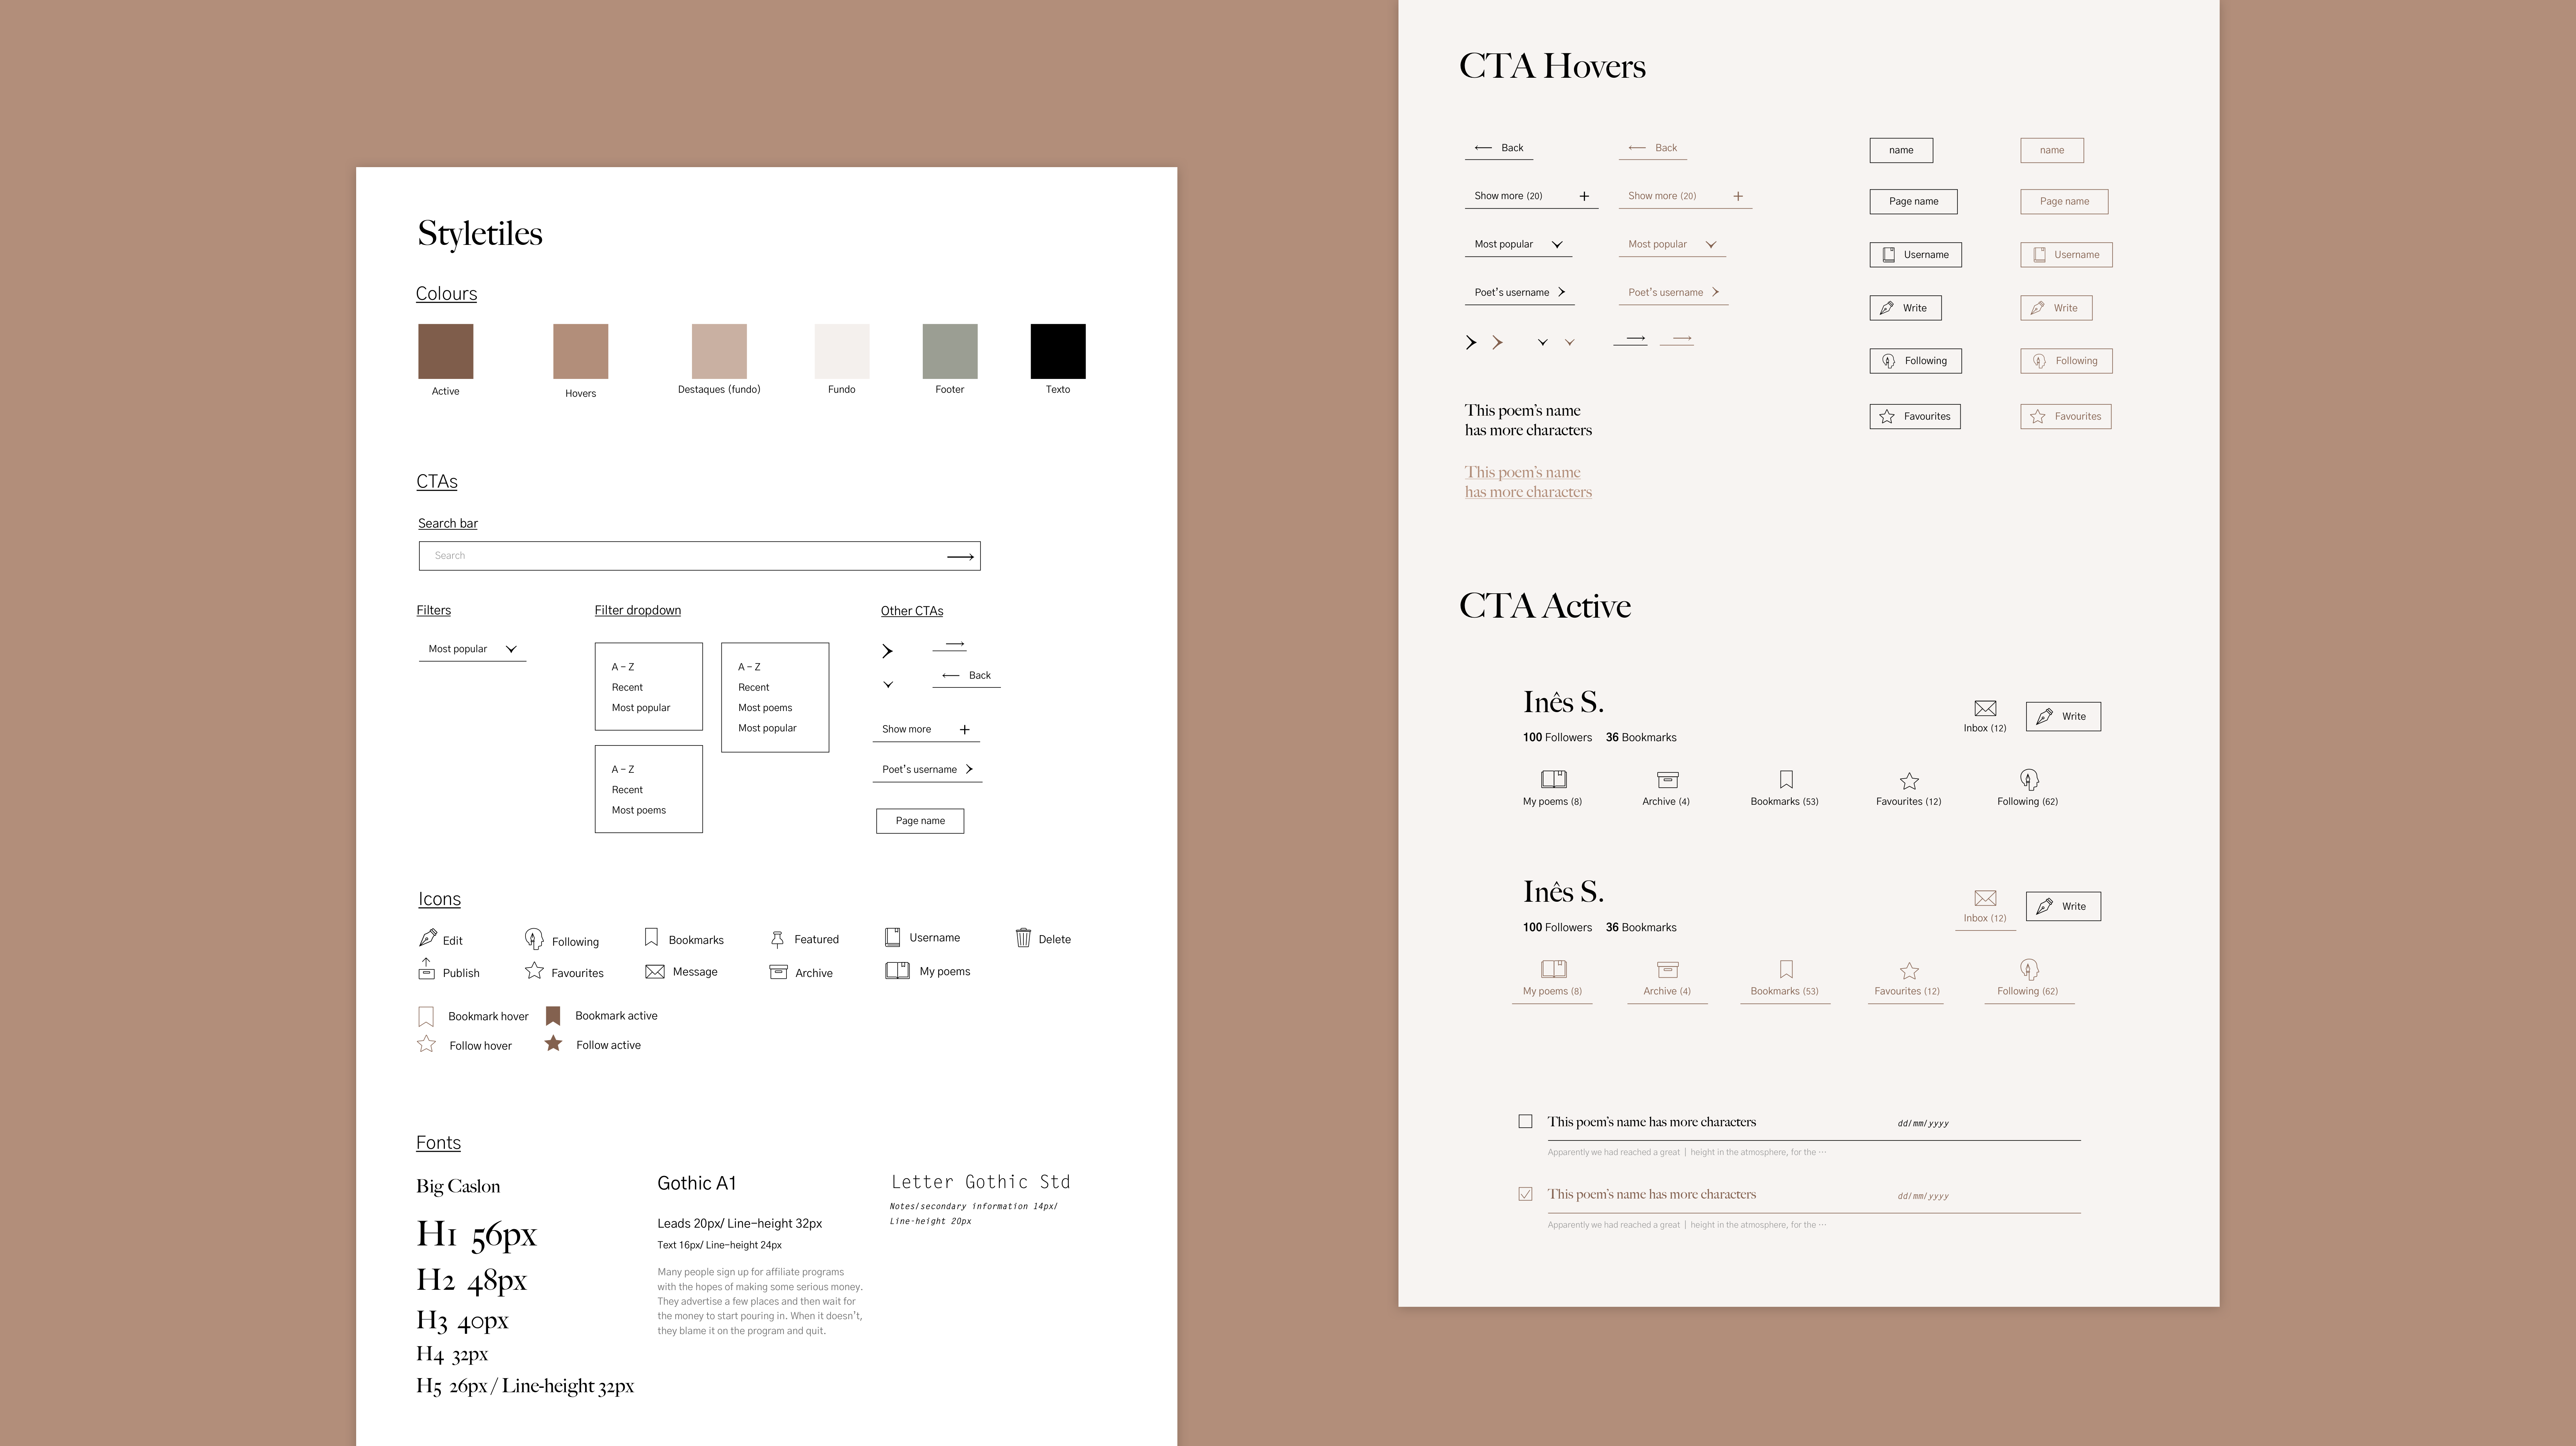 Styletiles
Colours
Active
Hovers
Destaques (fundo)
Fundo
Footer
Texto
CTAs
Search bar
Search
Filters
Most popular
Filter dropdown
A – Z
Recent
Most popular
A – Z
Recent
Most poems
Most popular
A – Z
Recent
Most poems
Other CTAs
Back
Show more
Poet's username
Page name
Icons
Edit
Following
Bookmarks
Featured
Username
Delete
Publish
Favourites
Message
Archive
My poems
Bookmark hover
Bookmark active
Follow hover
Follow active
Fonts
Big Caslon
H1 56px
H2 48px
H3 40px
H4 32px
H5 26px / Line-height 32px
Gothic A1
Leads 20px/ Line-height 32px
Text 16px/ Line-height 24px
Many people sign up for affiliate programs
with the hopes of making some serious money.
They advertise a few places and then wait for
the money to start pouring in. When it doesn't,
they blame it on the program and quit.
Letter Gothic Std
Notes/secondary information 14px/
Line-height 20px
CTA Hovers
Back
Back
Show more (20)
Show more (20)
Most popular
Most popular
Poet's username
Poet's username
This poem's name
has more characters
This poem's name
has more characters
name
name
Page name
Page name
Username
Username
Write
Write
Following
Following
Favourites
Favourites
CTA Active
Inês S.
100 Followers 36 Bookmarks
Inbox (12)
Write
My poems (8)
Archive (4)
Bookmarks (53)
Favourites (12)
Following (62)
Inês S.
100 Followers 36 Bookmarks
Inbox (12)
Write
My poems (8)
Archive (4)
Bookmarks (53)
Favourites (12)
Following (62)
This poem's name has more characters
dd/mm/yyyy
Apparently we had reached a great | height in the atmosphere, for the ···
This poem's name has more characters
dd/mm/yyyy
Apparently we had reached a great | height in the atmosphere, for the ···